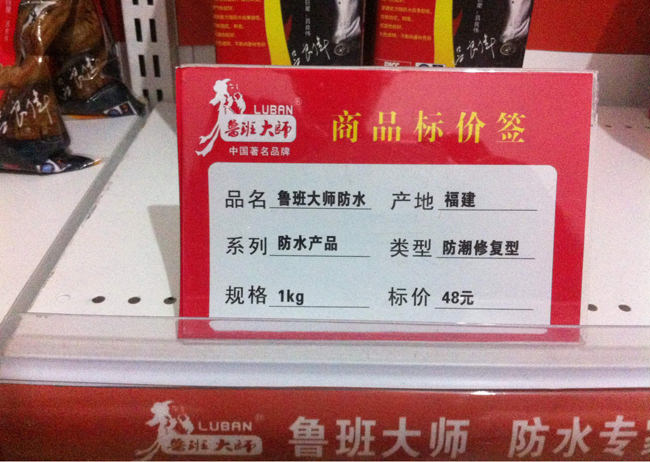 LUBAN®
鲁班大师
中国著名品牌
商品标价签
品名 鲁班大师防水 产地 福建
系列 防水产品 类型 防潮修复型
规格 1kg 标价 48元
LUBAN
鲁班大师
鲁班大师 防水专